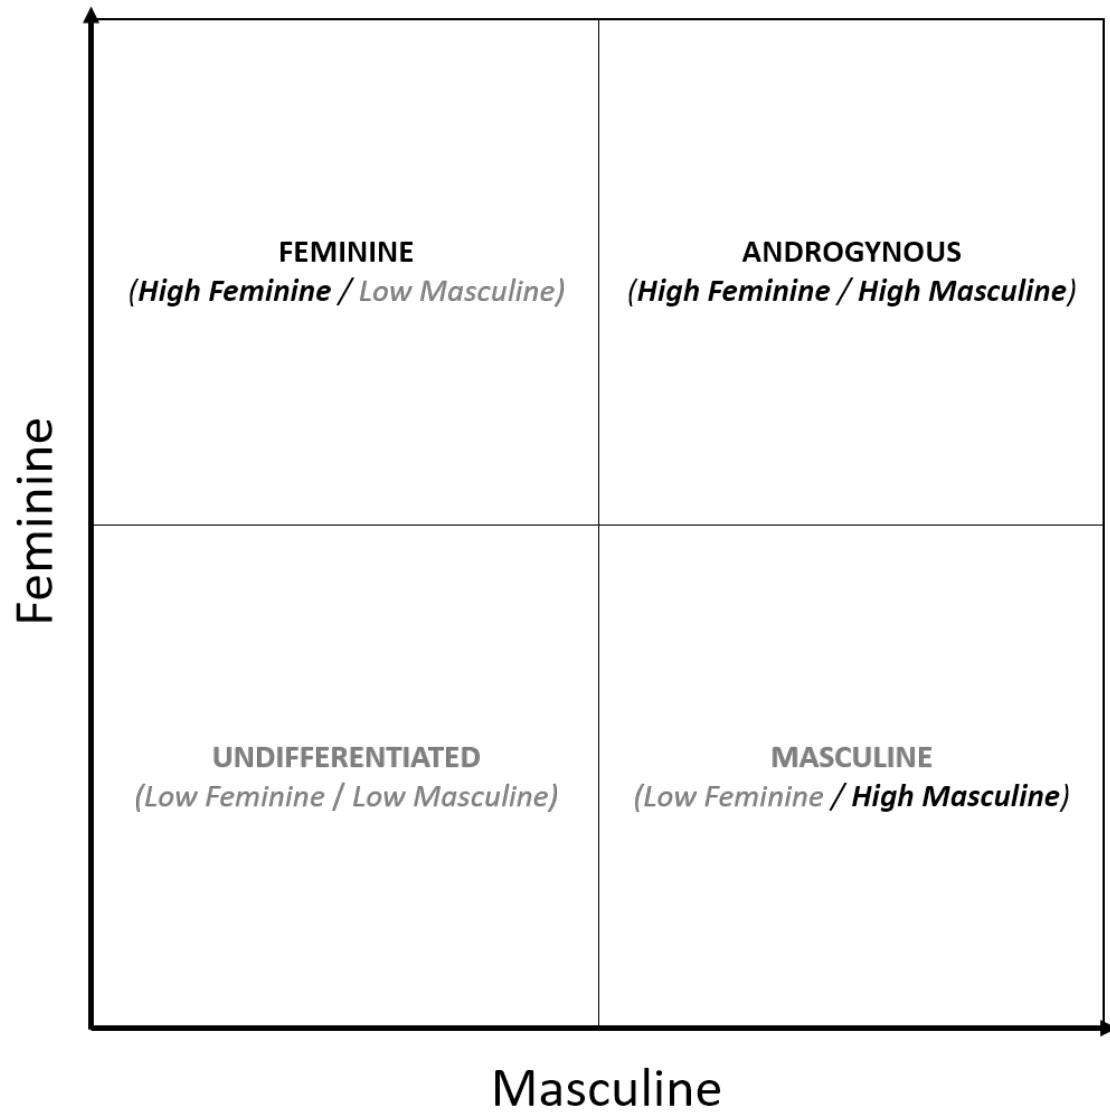 FEMININE
(High Feminine / Low Masculine)
ANDROGYNOUS
(High Feminine / High Masculine)
Feminine
UNDIFFERENTIATED
(Low Feminine / Low Masculine)
MASCULINE
(Low Feminine / High Masculine)
Masculine